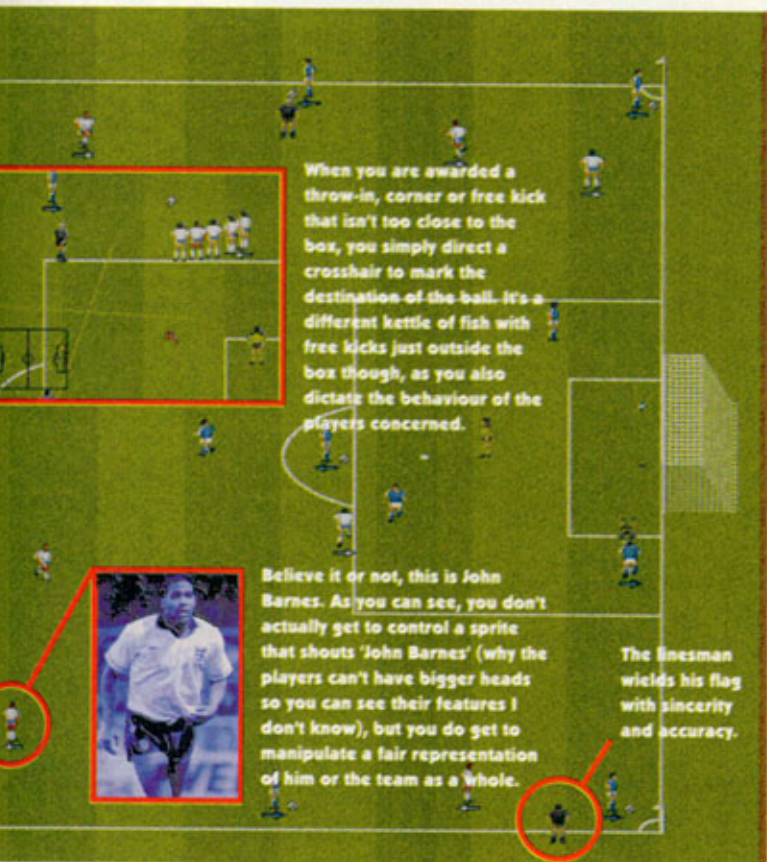 When you are awarded a
throw-in, corner or free kick
that isn't too close to the
box, you simply direct a
crosshair to mark the
destination of the ball. It's a
different kettle of fish with
free kicks just outside the
box though, as you also
dictate the behaviour of the
players concerned.
Believe it or not, this is John
Barnes. As you can see, you don't
actually get to control a sprite
that shouts 'John Barnes' (why the
players can't have bigger heads
so you can see their features I
don't know), but you do get to
manipulate a fair representation
of him or the team as a whole.
The linesman
wields his flag
with sincerity
and accuracy.